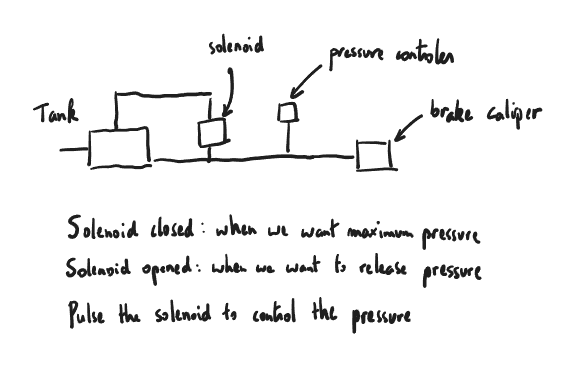 solenoid
pressure controler
Tank
brake caliper
Solenoid closed: when we want maximum pressure
Solenoid opened: when we want to release pressure
Pulse the solenoid to control the pressure